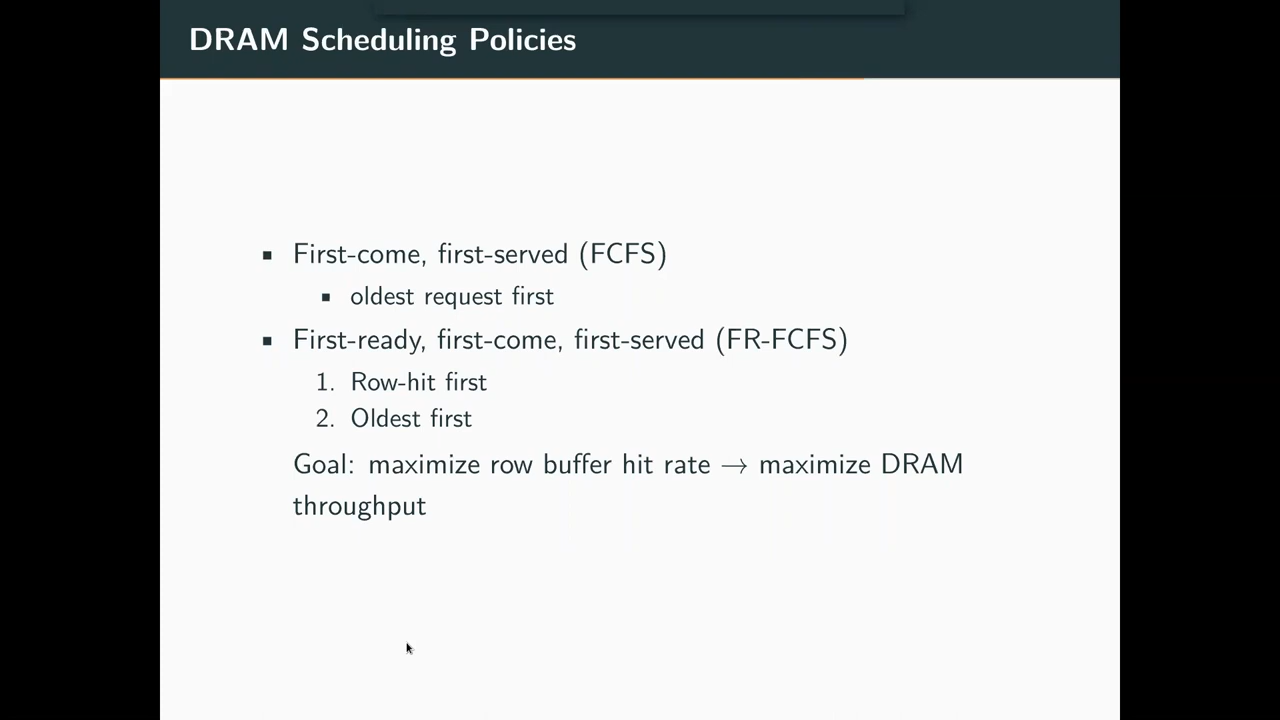 DRAM Scheduling Policies
▪ First-come, first-served (FCFS)
▪ oldest request first
▪ First-ready, first-come, first-served (FR-FCFS)
1. Row-hit first
2. Oldest first
Goal: maximize row buffer hit rate → maximize DRAM
throughput